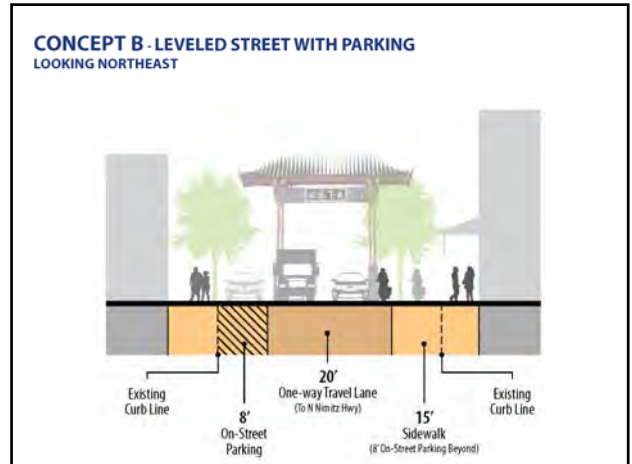 CONCEPT B - LEVELED STREET WITH PARKING
LOOKING NORTHEAST
Existing
Curb Line
8'
On-Street
Parking
20'
One-way Travel Lane
(To N Nimitz Hwy)
15'
Sidewalk
(8' On-Street Parking Beyond)
Existing
Curb Line